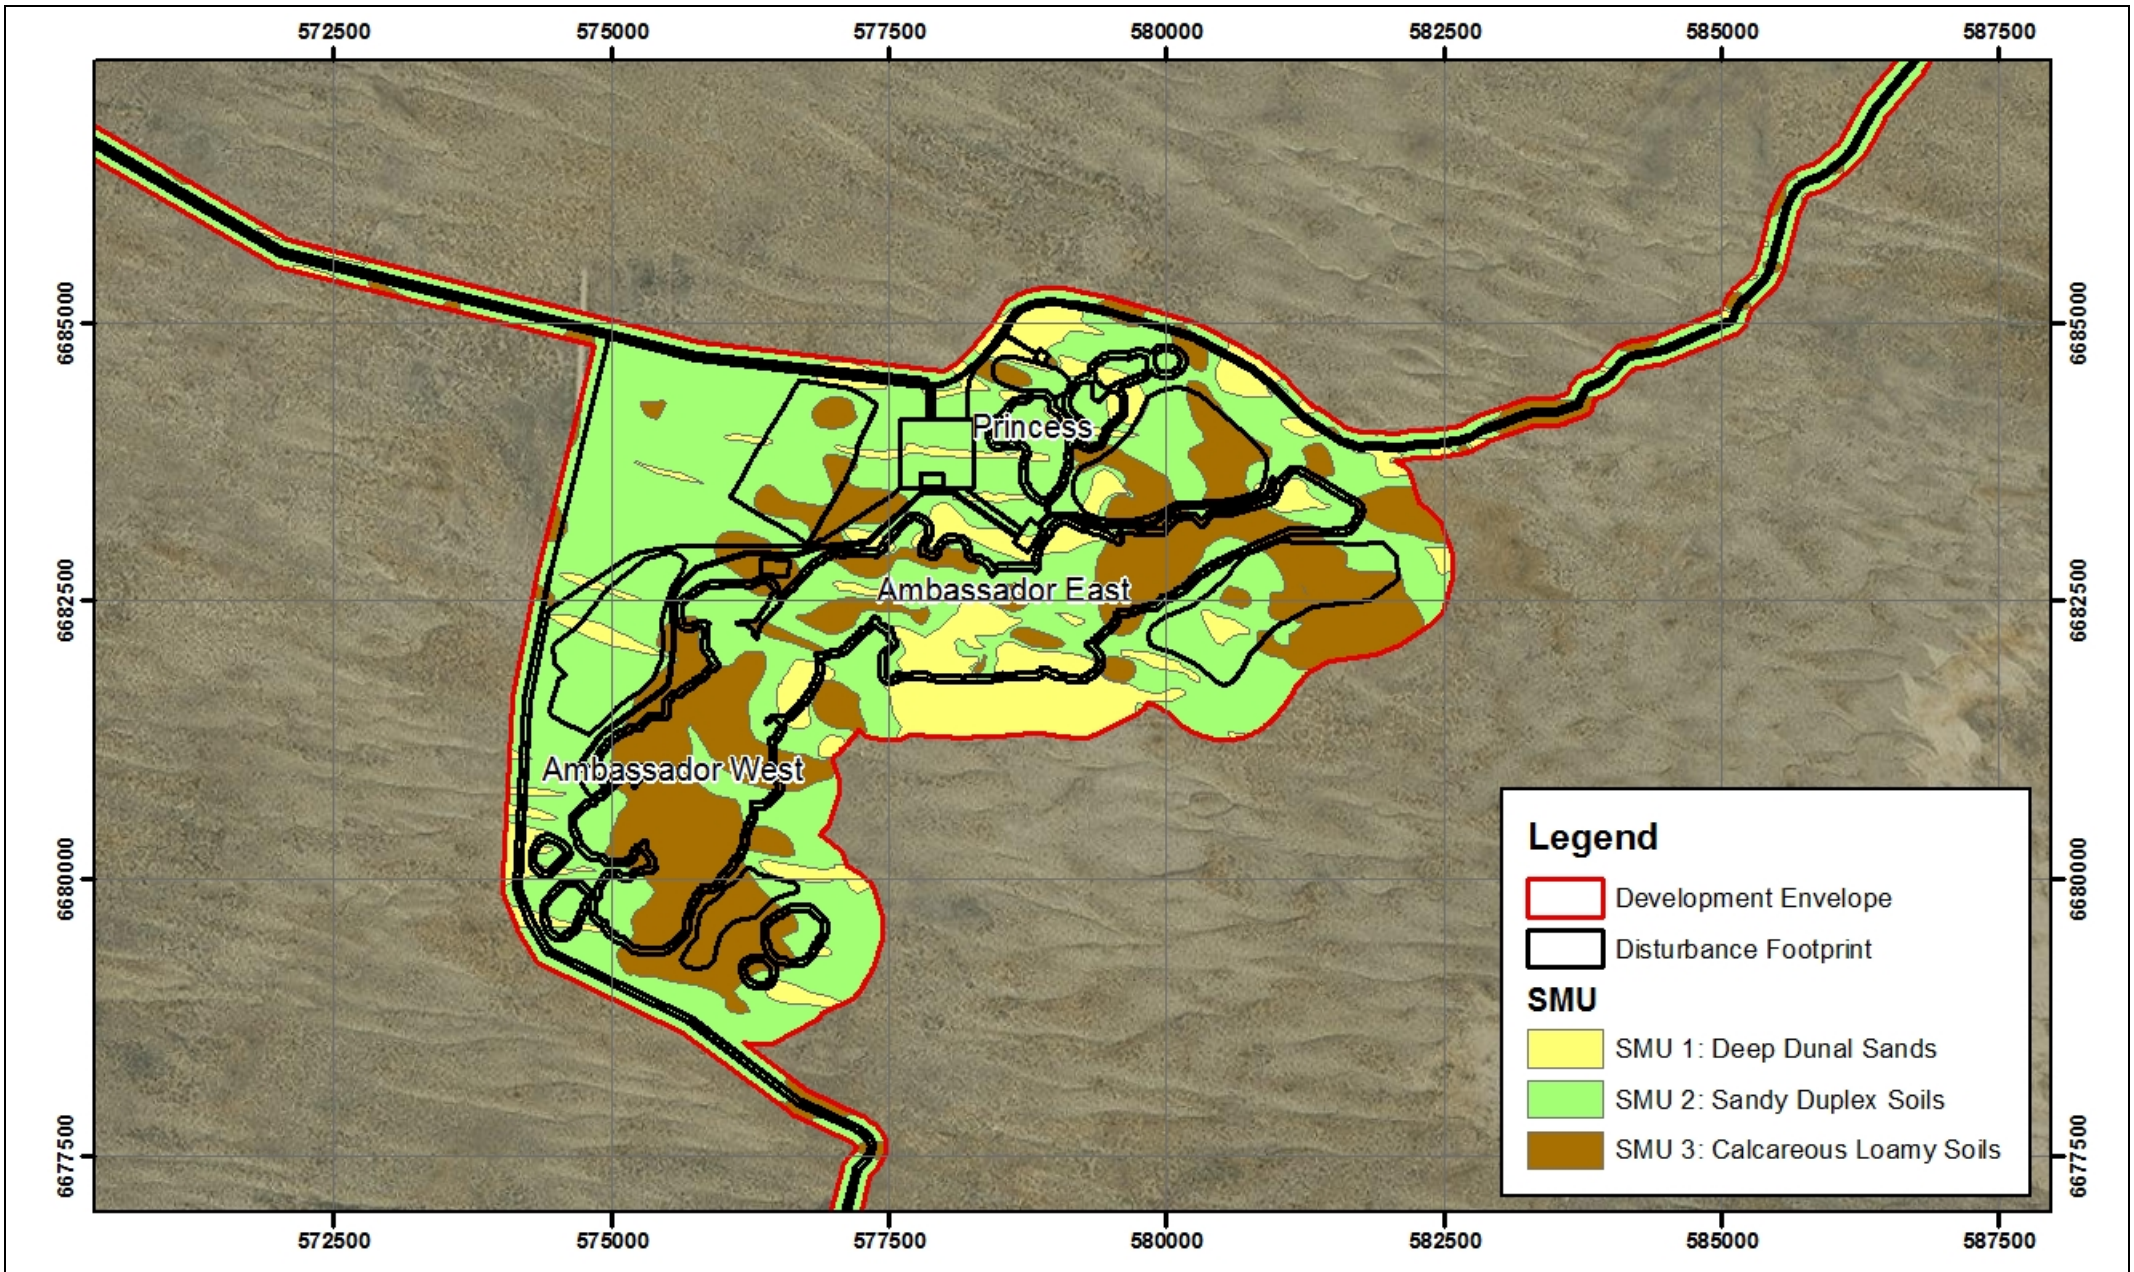 572500 575000 577500 580000 582500 585000 587500
6685000 6685000
Princess
6682500 6682500
Ambassador East
Ambassador West
6680000 6680000
6677500 6677500
Legend
Development Envelope
Disturbance Footprint
SMU
SMU 1: Deep Dunal Sands
SMU 2: Sandy Duplex Soils
SMU 3: Calcareous Loamy Soils
572500 575000 577500 580000 582500 585000 587500